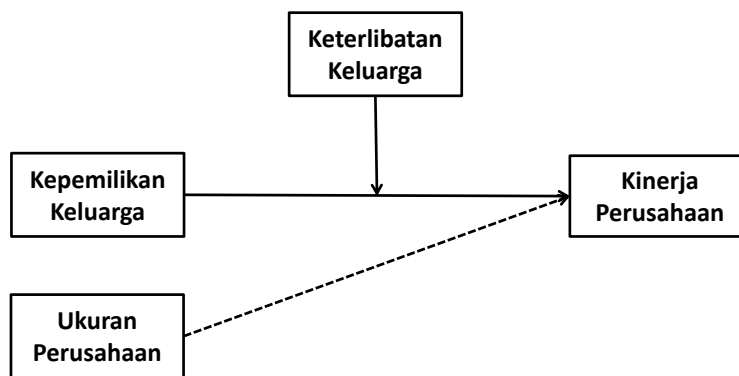 Keterlibatan
Keluarga
Kepemilikan
Keluarga
Kinerja
Perusahaan
Ukuran
Perusahaan